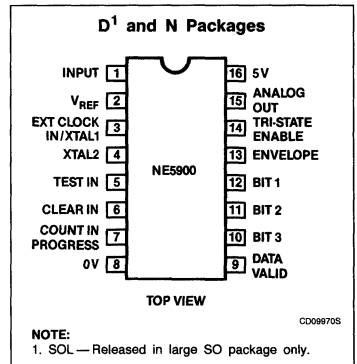 D¹ and N Packages
INPUT 1
VREF 2
EXT CLOCK
IN/XTAL1 3
XTAL2 4
TEST IN 5
CLEAR IN 6
COUNT IN
PROGRESS 7
0V 8
NE5900
16 5V
15 ANALOG
OUT
14 TRI-STATE
ENABLE
13 ENVELOPE
12 BIT 1
11 BIT 2
10 BIT 3
9 DATA
VALID
TOP VIEW
CD09970S
NOTE:
1. SOL — Released in large SO package only.